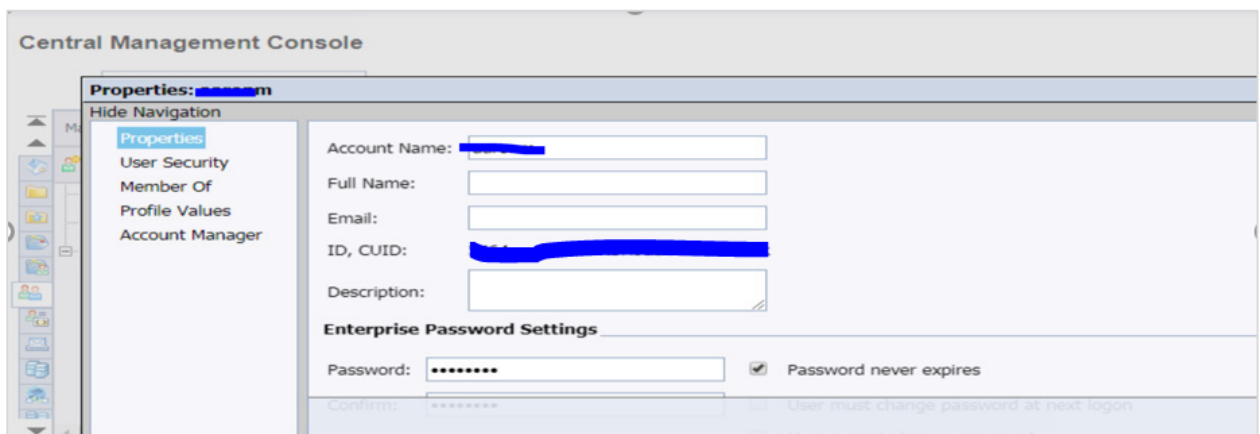 Central Management Console
Properties:
Hide Navigation
Properties
User Security
Member Of
Profile Values
Account Manager
Account Name:
Full Name:
Email:
ID, CUID:
Description:
Enterprise Password Settings
Password: ••••••••
Password never expires
Confirm: ••••••••
User must change password at next logon